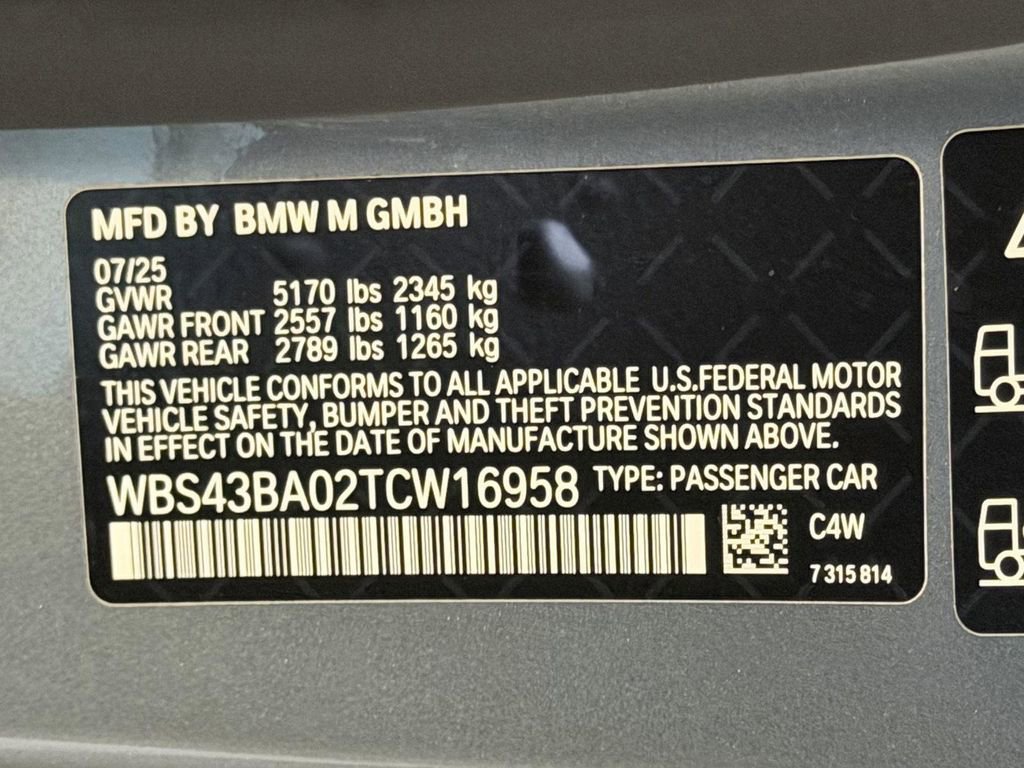 MFD BY BMW M GMBH
07/25
GVWR 5170 lbs 2345 kg
GAWR FRONT 2557 lbs 1160 kg
GAWR REAR 2789 lbs 1265 kg
THIS VEHICLE CONFORMS TO ALL APPLICABLE U.S.FEDERAL MOTOR
VEHICLE SAFETY, BUMPER AND THEFT PREVENTION STANDARDS
IN EFFECT ON THE DATE OF MANUFACTURE SHOWN ABOVE.
WBS43BA02TCW16958 TYPE: PASSENGER CAR
C4W
7 315 814